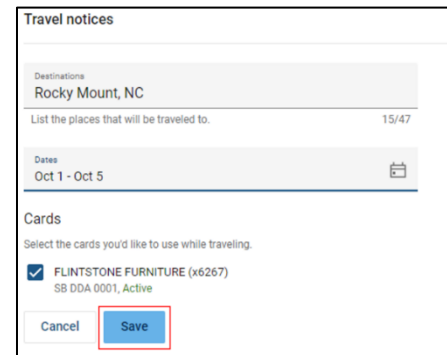 Travel notices
Destinations
Rocky Mount, NC
List the places that will be traveled to. 15/47
Dates
Oct 1 - Oct 5
Cards
Select the cards you'd like to use while traveling.
FLINTSTONE FURNITURE (x6267)
SB DDA 0001, Active
Cancel Save